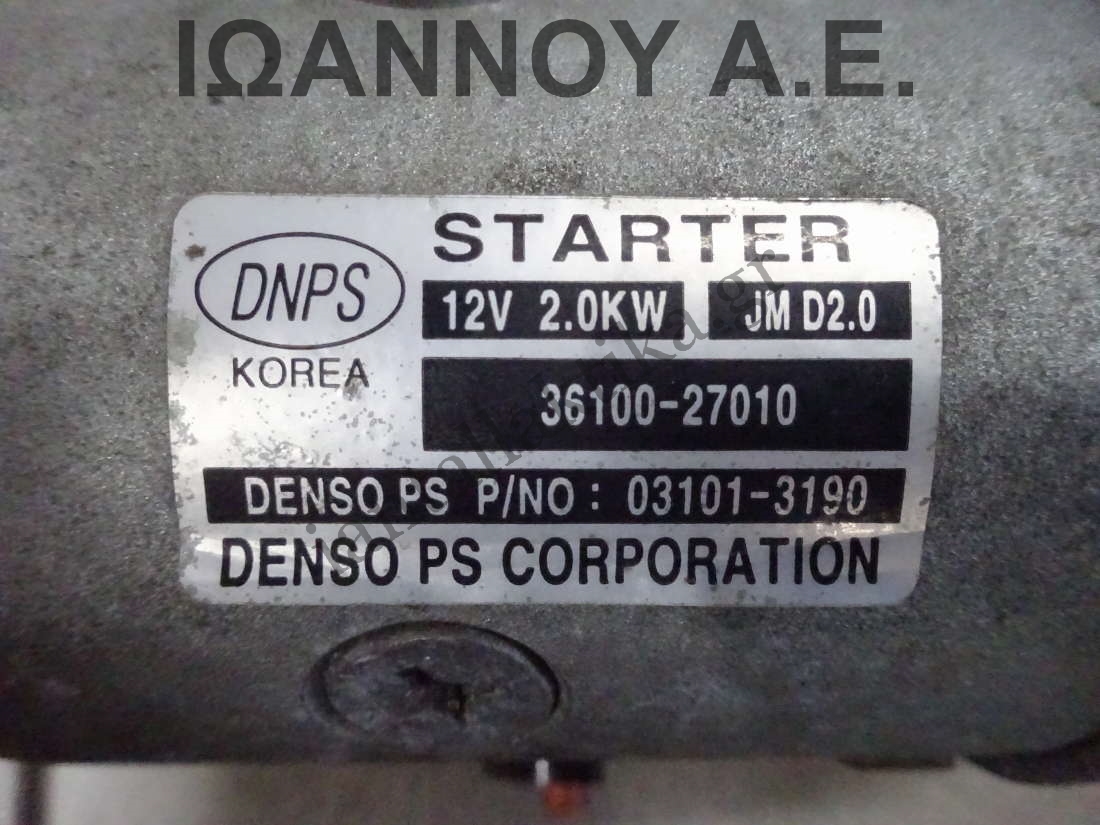 ΙΩΑΝΝΟΥ Α.Ε.
STARTER
DNPS
12V 2.0KW JM D2.0
KOREA
36100-27010
DENSO PS P/NO : 03101-3190
DENSO PS CORPORATION